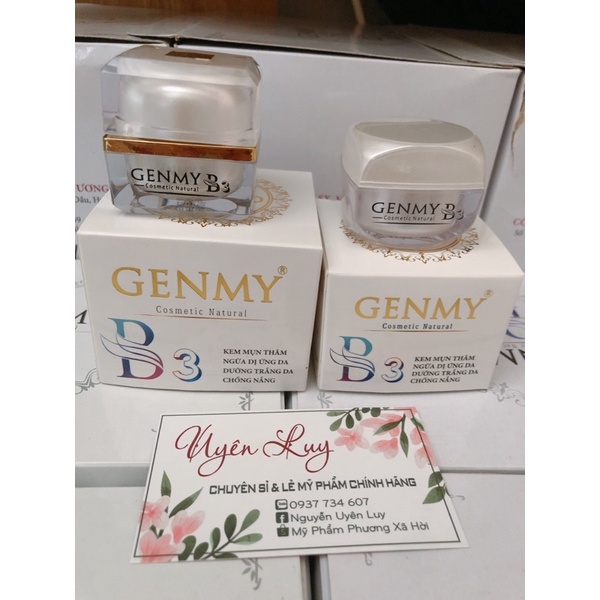 GENMY B3
Cosmetic Natural
GENMY B3
Cosmetic Natural
GENMY®
Cosmetic Natural
B3
KEM MỤN THÂM
NGỪA DỊ ỨNG DA
DƯỠNG TRẮNG DA
CHỐNG NẮNG
GENMY®
Cosmetic Natural
B3
KEM MỤN THÂM
NGỪA DỊ ỨNG DA
DƯỠNG TRẮNG DA
CHỐNG NẮNG
Uyên Luy
CHUYÊN SỈ & LẺ MỸ PHẨM CHÍNH HÃNG
0937 734 607
Nguyễn Uyên Luy
Mỹ Phẩm Phương Xã Hời